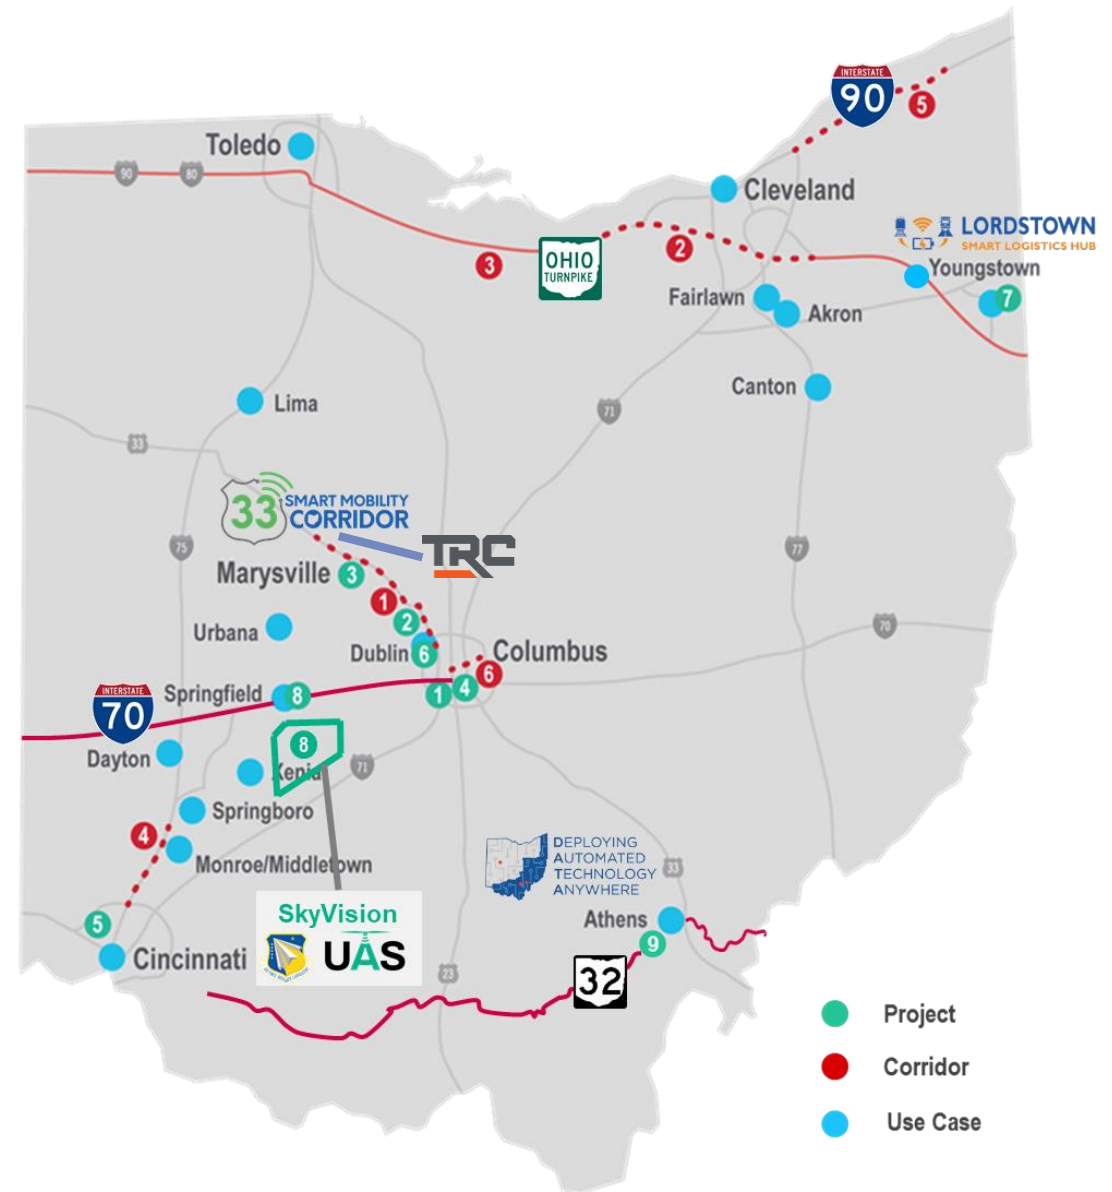 INTERSTATE
90
5
Toledo
90
80
Cleveland
LORDSTOWN
SMART LOGISTICS HUB
2
3
OHIO
TURNPIKE
Youngstown
7
Fairlawn
Akron
Canton
Lima
71
33
33
SMART MOBILITY
CORRIDOR
TRC
75
77
Marysville
3
1
2
Urbana
70
Dublin
6
Columbus
6
INTERSTATE
70
Springfield
8
1
4
8
Dayton
Xenia
71
Springboro
4
Monroe/Middletown
DEPLOYING
AUTOMATED
TECHNOLOGY
ANYWHERE
33
SkyVision
UAS
5
Cincinnati
Athens
9
23
32
Project
Corridor
Use Case